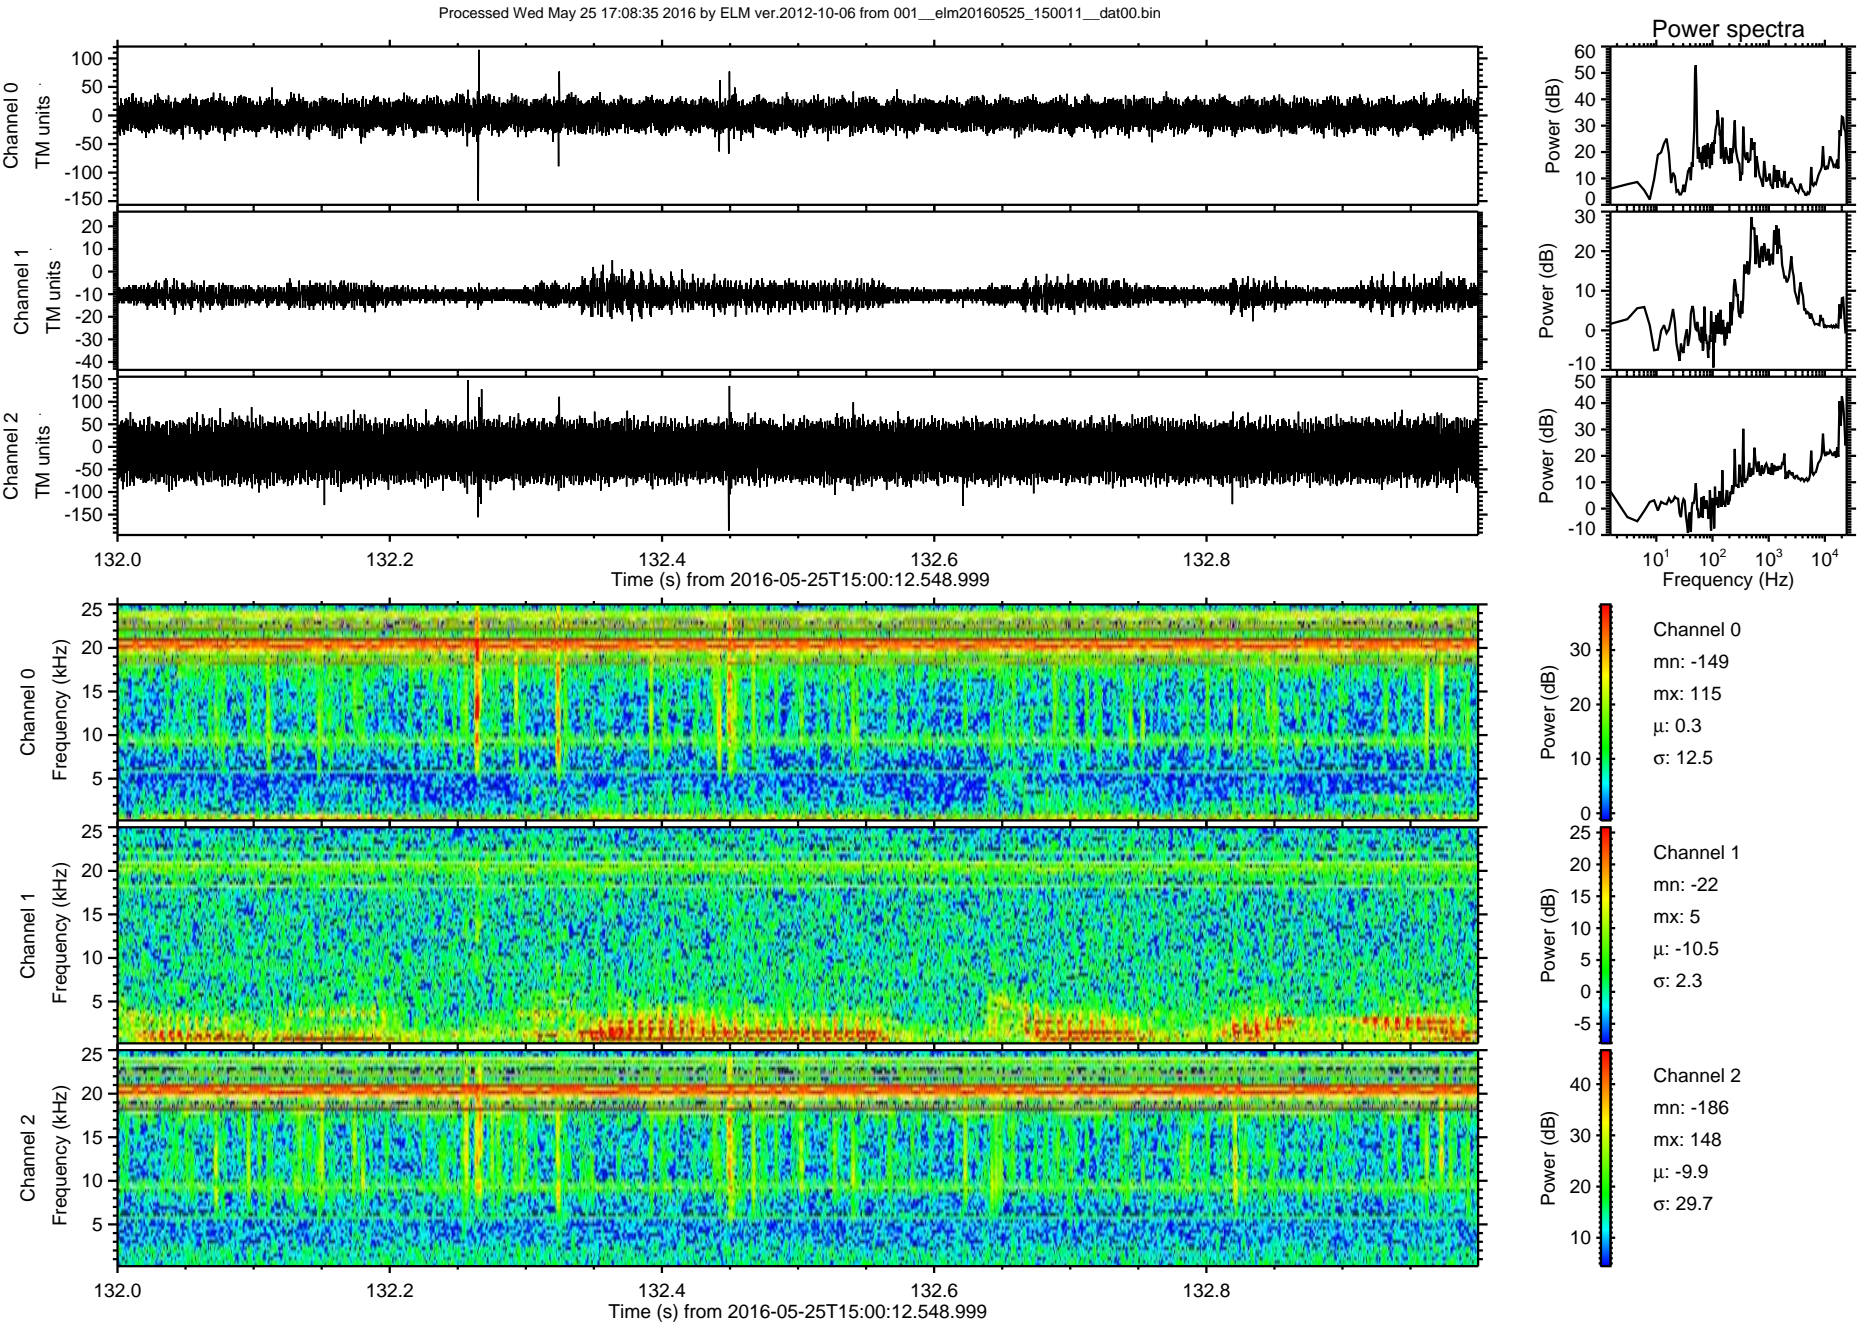 Processed Wed May 25 17:08:35 2016 by ELM ver.2012-10-06 from 001__elm20160525_150011__dat00.bin
Power spectra
Channel 0
TM units
100
50
0
-50
-100
-150
Power (dB)
60
50
40
30
20
10
0
Channel 1
TM units
20
10
0
-10
-20
-30
-40
Power (dB)
30
20
10
0
-10
Channel 2
TM units
150
100
50
0
-50
-100
-150
Power (dB)
50
40
30
20
10
0
-10
132.0 132.2 132.4 132.6 132.8
Time (s) from 2016-05-25T15:00:12.548.999
10¹ 10² 10³ 10⁴
Frequency (Hz)
Channel 0
Frequency (kHz)
25
20
15
10
5
Power (dB)
30
20
10
0
Channel 0
mn: -149
mx: 115
μ: 0.3
σ: 12.5
Channel 1
Frequency (kHz)
25
20
15
10
5
Power (dB)
25
20
15
10
5
0
-5
Channel 1
mn: -22
mx: 5
μ: -10.5
σ: 2.3
Channel 2
Frequency (kHz)
25
20
15
10
5
Power (dB)
40
30
20
10
Channel 2
mn: -186
mx: 148
μ: -9.9
σ: 29.7
132.0 132.2 132.4 132.6 132.8
Time (s) from 2016-05-25T15:00:12.548.999